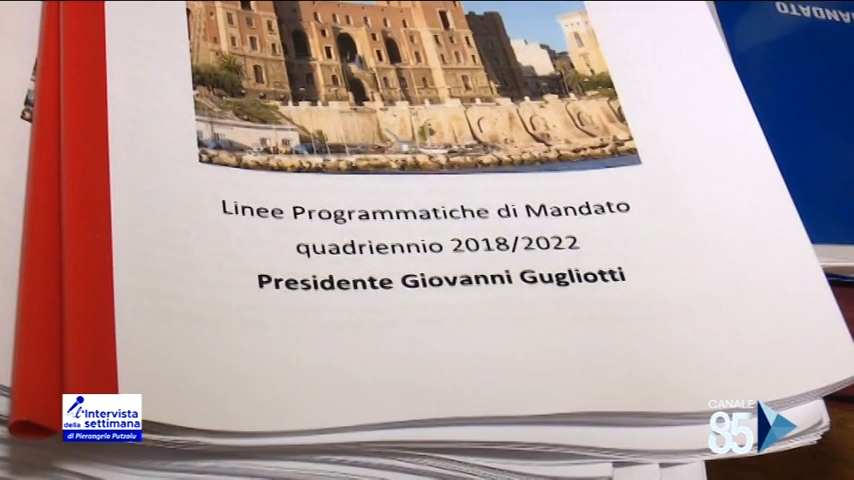 MANDATO
Linee Programmatiche di Mandato
quadriennio 2018/2022
Presidente Giovanni Gugliotti
l'Intervista
della settimana
di Pierangelo Putzolu
CANALE
85